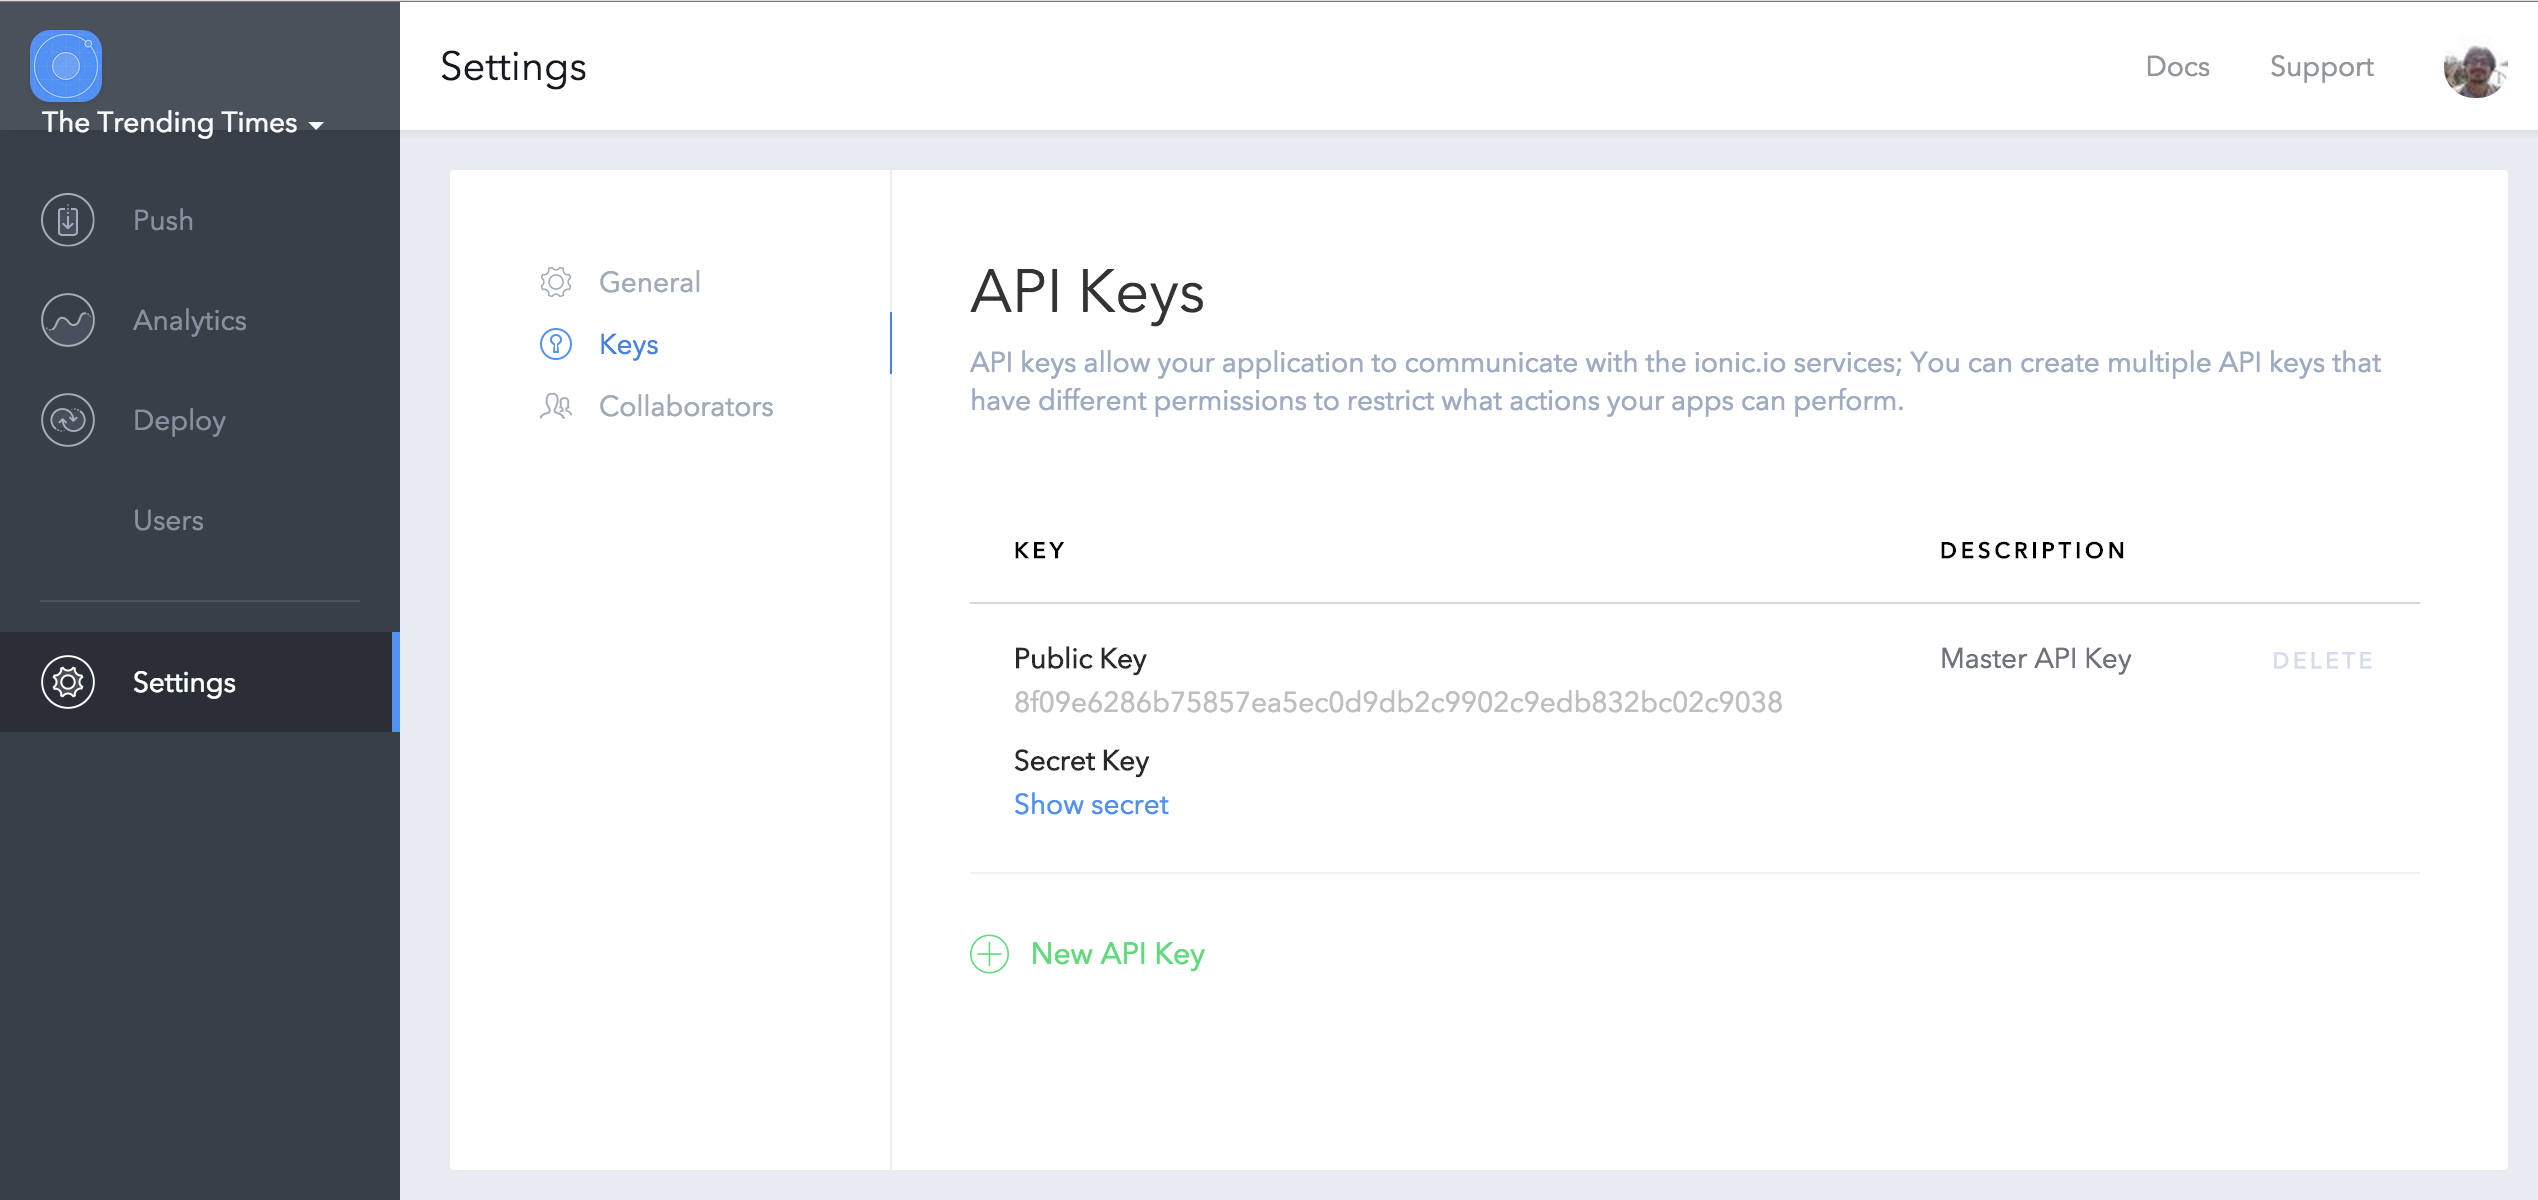 The Trending Times
Push
Analytics
Deploy
Users
Settings
Settings
Docs
Support
General
Keys
Collaborators
API Keys
API keys allow your application to communicate with the ionic.io services; You can create multiple API keys that
have different permissions to restrict what actions your apps can perform.
KEY
DESCRIPTION
Public Key
Master API Key
DELETE
8f09e6286b75857ea5ec0d9db2c9902c9edb832bc02c9038
Secret Key
Show secret
New API Key